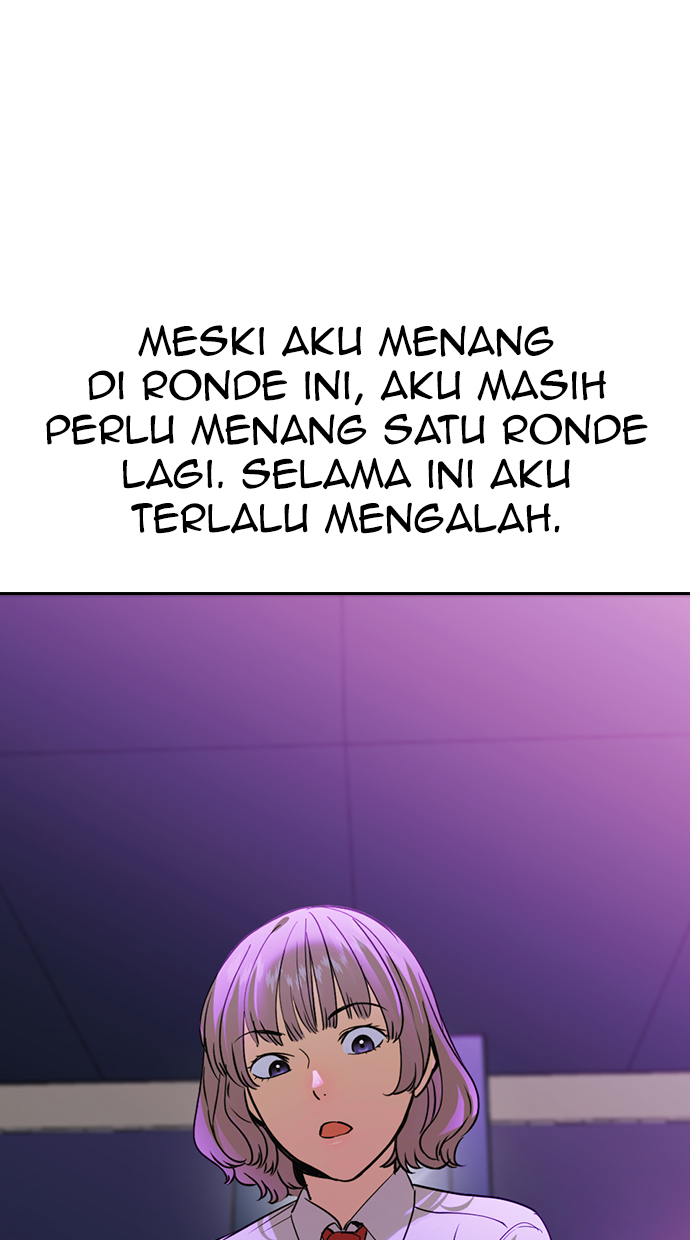 MESKI AKU MENANG
DI RONDE INI, AKU MASIH
PERLU MENANG SATU RONDE
LAGI. SELAMA INI AKU
TERLALU MENGALAH.